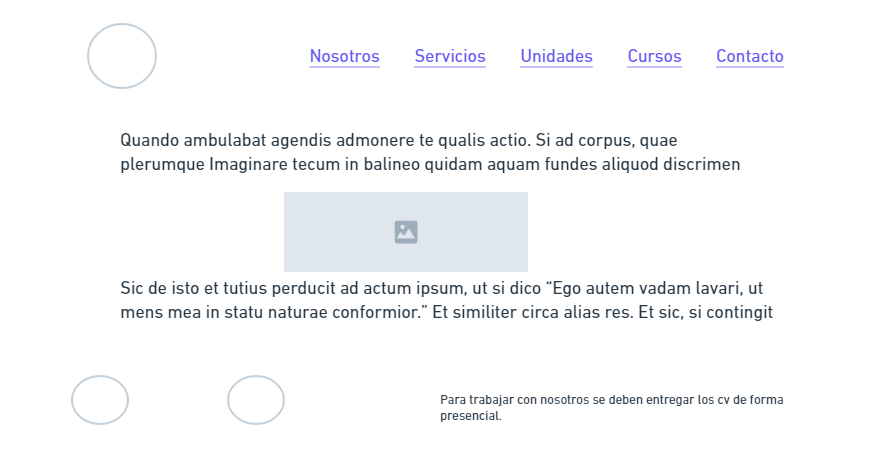 Nosotros Servicios Unidades Cursos Contacto
Quando ambulabat agendis admonere te qualis actio. Si ad corpus, quae
plerumque Imaginare tecum in balineo quidam aquam fundes aliquod discrimen
Sic de isto et tutius perducit ad actum ipsum, ut si dico “Ego autem vadam lavari, ut
mens mea in statu naturae conformior.” Et similiter circa alias res. Et sic, si contingit
Para trabajar con nosotros se deben entregar los cv de forma
presencial.